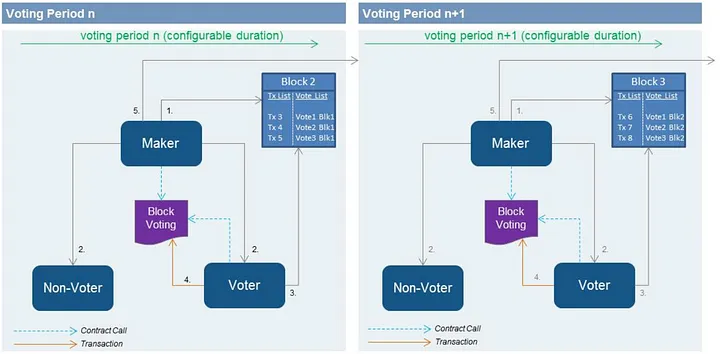 Voting Period n
voting period n (configurable duration)
Block 2
Tx List Vote List
Tx 3 Vote1 Blk1
Tx 4 Vote2 Blk1
Tx 5 Vote3 Blk1
5.
1.
Maker
Block
Voting
2.
2.
4.
3.
Non-Voter
Voter
Contract Call
Transaction
Voting Period n+1
voting period n+1 (configurable duration)
Block 3
Tx List Vote List
Tx 6 Vote1 Blk2
Tx 7 Vote2 Blk2
Tx 8 Vote3 Blk2
5.
1.
Maker
Block
Voting
2.
2.
4.
3.
Non-Voter
Voter
Contract Call
Transaction